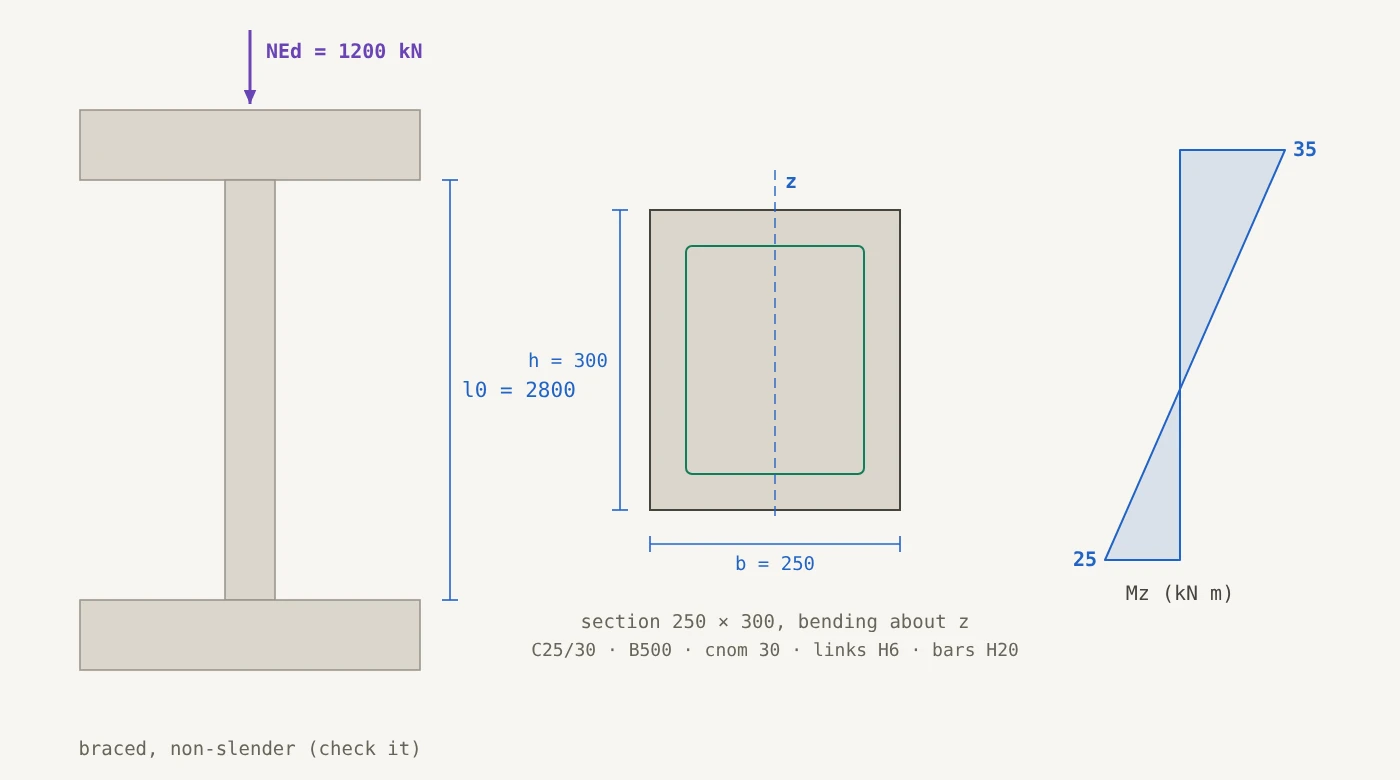 NEd = 1200 kN
35
z
h = 300
l0 = 2800
25
b = 250
Mz (kN m)
section 250 × 300, bending about z
C25/30 · B500 · cnom 30 · links H6 · bars H20
braced, non-slender (check it)